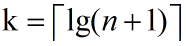 k = ⌈lg(n+1)⌉